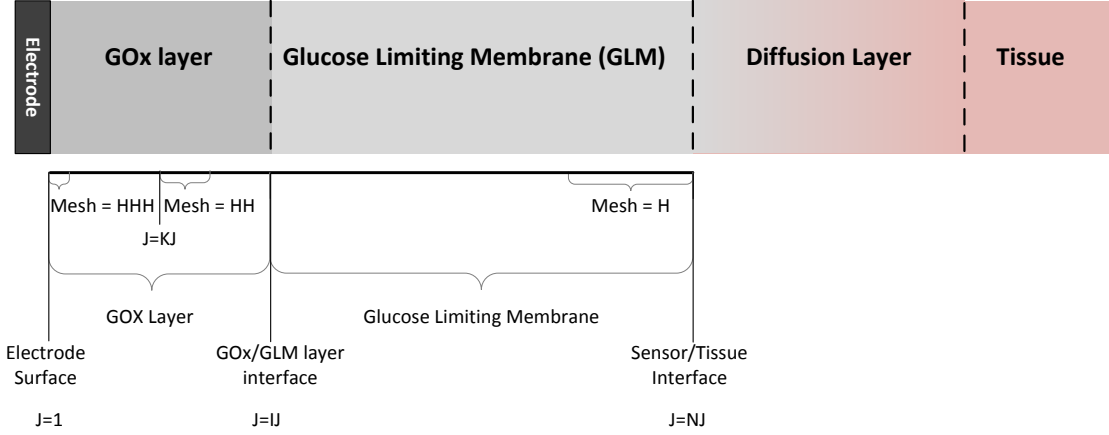 Electrode
GOx layer
Glucose Limiting Membrane (GLM)
Diffusion Layer
Tissue
Mesh = HHH
Mesh = HH
Mesh = H
J=KJ
GOX Layer
Glucose Limiting Membrane
Electrode
Surface
GOx/GLM layer
interface
Sensor/Tissue
Interface
J=1
J=IJ
J=NJ